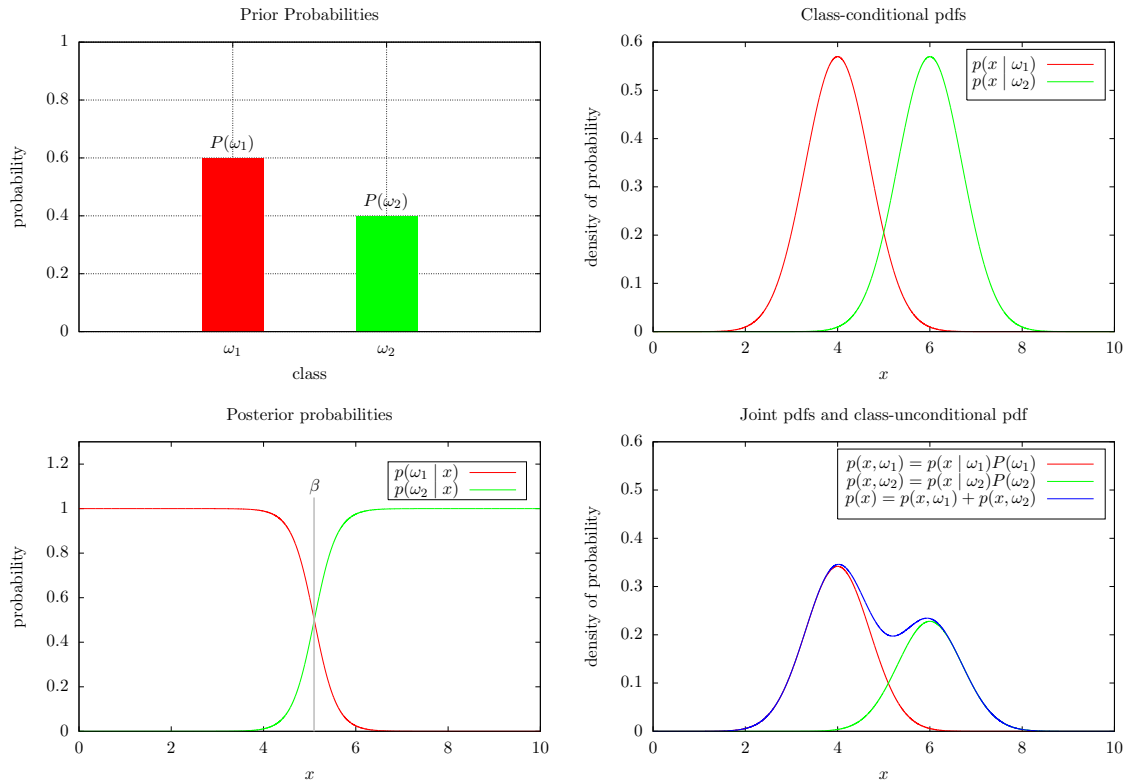 Prior Probabilities
1
0.8
0.6
0.4
0.2
0
probability
P(ω1)
P(ω2)
ω1 ω2
class
Class-conditional pdfs
0.6
0.5
0.4
0.3
0.2
0.1
0
density of probability
p(x | ω1)
p(x | ω2)
0 2 4 6 8 10
x
Posterior probabilities
1.2
1
0.8
0.6
0.4
0.2
0
probability
p(ω1 | x)
p(ω2 | x)
β
0 2 4 6 8 10
x
Joint pdfs and class-unconditional pdf
0.6
0.5
0.4
0.3
0.2
0.1
0
density of probability
p(x, ω1) = p(x | ω1)P(ω1)
p(x, ω2) = p(x | ω2)P(ω2)
p(x) = p(x, ω1) + p(x, ω2)
0 2 4 6 8 10
x